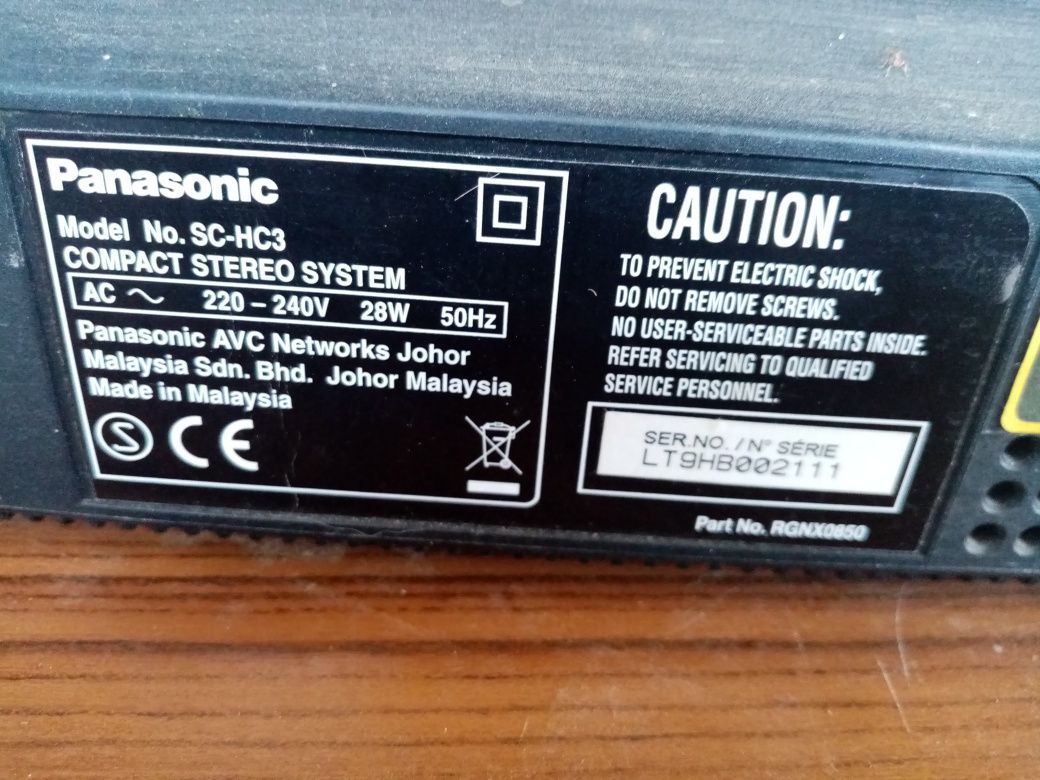 Panasonic
Model No. SC-HC3
COMPACT STEREO SYSTEM
AC 220 – 240V 28W 50Hz
Panasonic AVC Networks Johor
Malaysia Sdn. Bhd. Johor Malaysia
Made in Malaysia
S CE
CAUTION:
TO PREVENT ELECTRIC SHOCK,
DO NOT REMOVE SCREWS.
NO USER-SERVICEABLE PARTS INSIDE.
REFER SERVICING TO QUALIFIED
SERVICE PERSONNEL.
SER.NO. / N° SÉRIE
LT9HB002111
Part No. RGNX0850